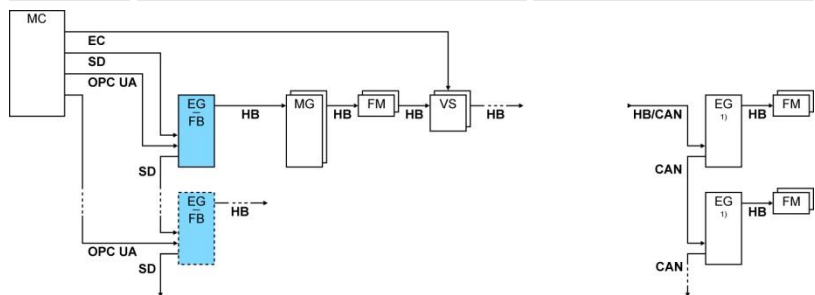 MC
EC
SD
OPC UA
EG
–
FB
HB
MG
HB
FM
HB
VS
HB
HB/CAN
EG
1)
HB
FM
SD
CAN
EG
–
FB
HB
EG
1)
HB
FM
OPC UA
SD
CAN